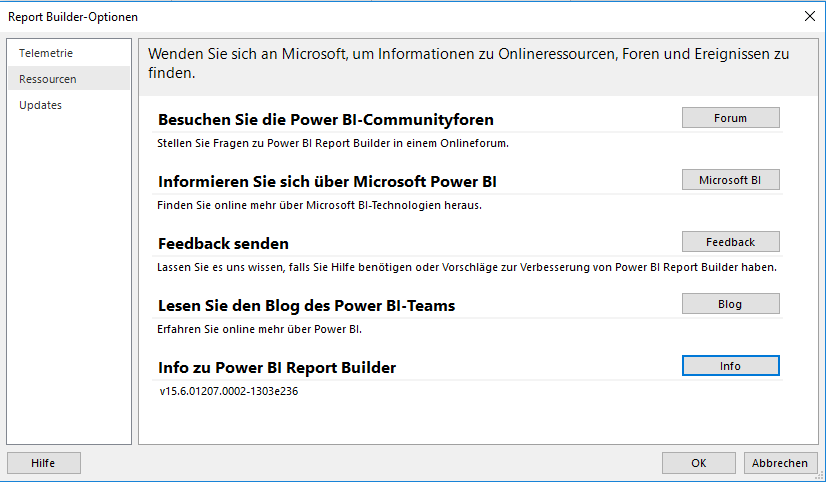 Report Builder-Optionen
Telemetrie
Ressourcen
Updates
Wenden Sie sich an Microsoft, um Informationen zu Onlineressourcen, Foren und Ereignissen zu
finden.
Besuchen Sie die Power BI-Communityforen
Forum
Stellen Sie Fragen zu Power BI Report Builder in einem Onlineforum.
Informieren Sie sich über Microsoft Power BI
Microsoft BI
Finden Sie online mehr über Microsoft BI-Technologien heraus.
Feedback senden
Feedback
Lassen Sie es uns wissen, falls Sie Hilfe benötigen oder Vorschläge zur Verbesserung von Power BI Report Builder haben.
Lesen Sie den Blog des Power BI-Teams
Blog
Erfahren Sie online mehr über Power BI.
Info zu Power BI Report Builder
Info
v15.6.01207.0002-1303e236
Hilfe
OK
Abbrechen